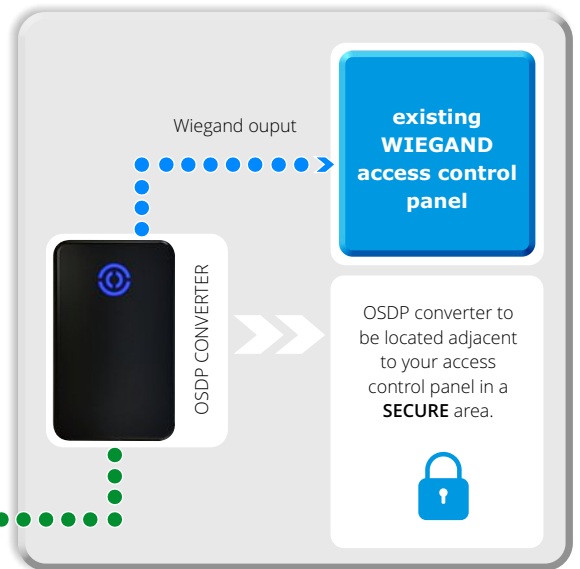 Wiegand ouput
existing
WIEGAND
access control
panel
OSDP CONVERTER
OSDP converter to
be located adjacent
to your access
control panel in a
SECURE area.